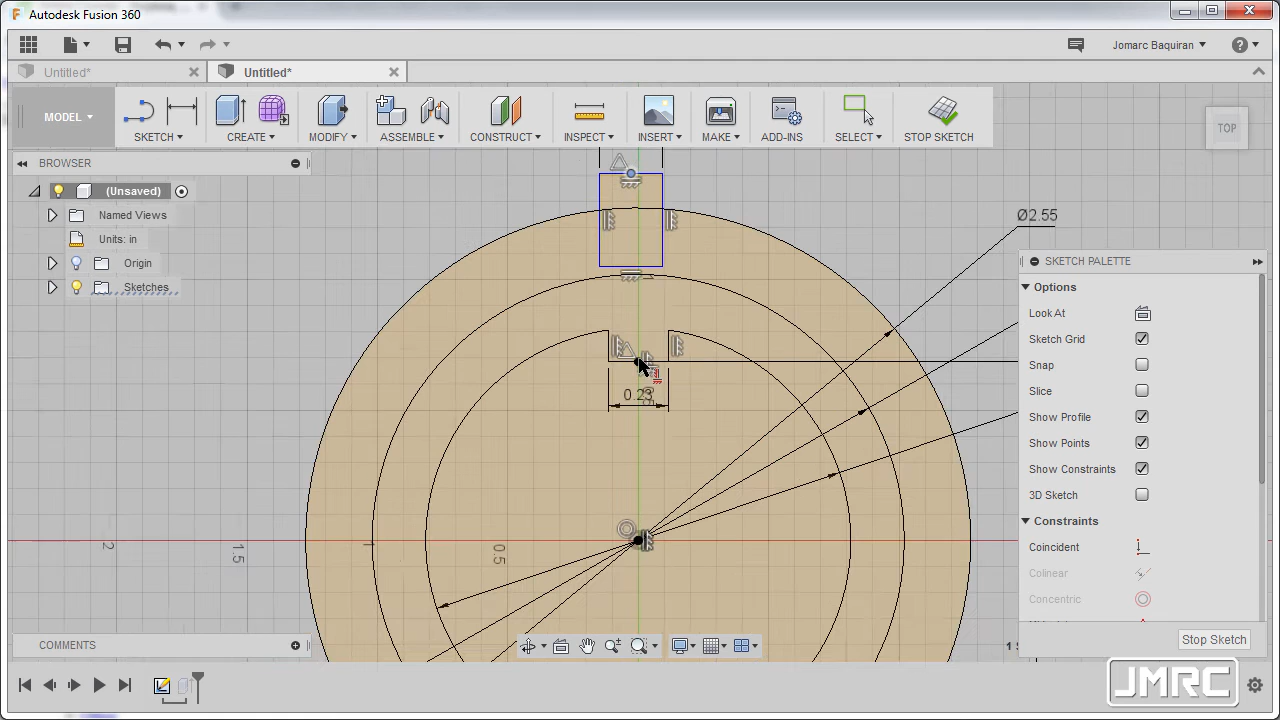 Autodesk Fusion 360
Jomarc Baquiran
Untitled*
Untitled*
MODEL
SKETCH
CREATE
MODIFY
ASSEMBLE
CONSTRUCT
INSPECT
INSERT
MAKE
ADD-INS
SELECT
STOP SKETCH
TOP
BROWSER
(Unsaved)
Named Views
Units: in
Origin
Sketches
Ø2.55
0.23
2
1.5
1
0.5
SKETCH PALETTE
Options
Look At
Sketch Grid
Snap
Slice
Show Profile
Show Points
Show Constraints
3D Sketch
Constraints
Coincident
Colinear
Concentric
Stop Sketch
COMMENTS
JMRC